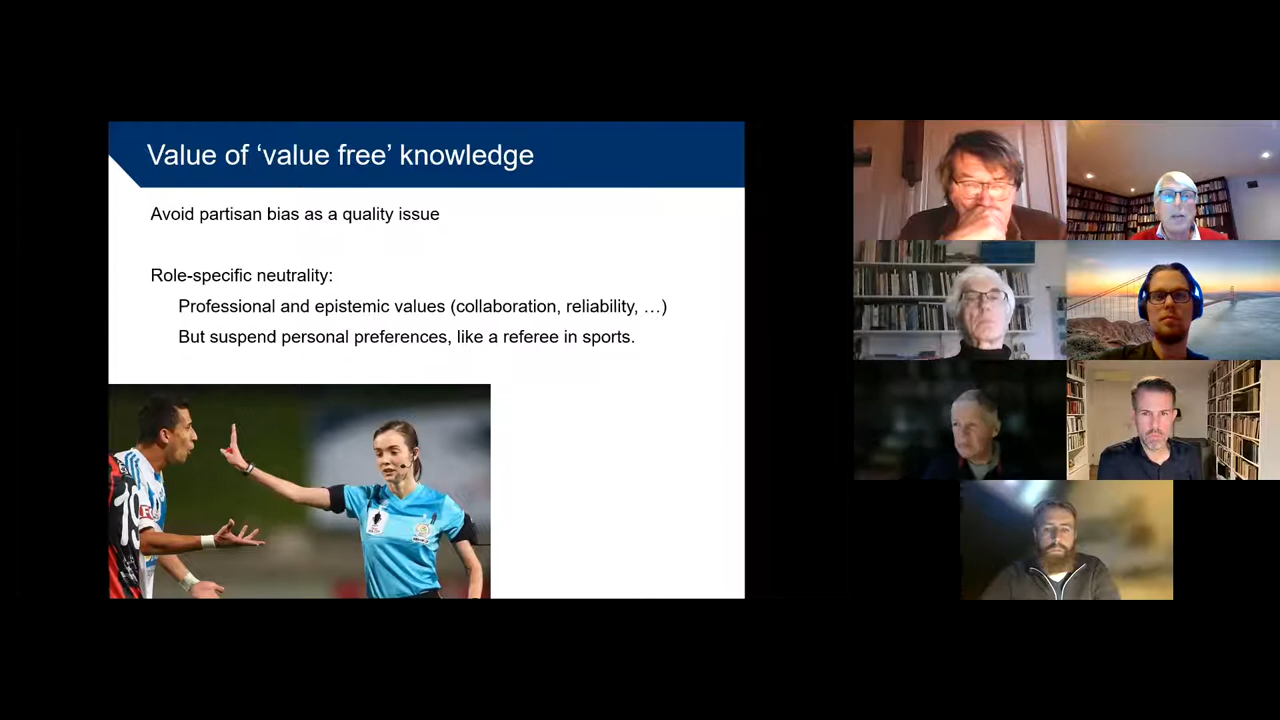 Value of ‘value free’ knowledge
Avoid partisan bias as a quality issue
Role-specific neutrality:
Professional and epistemic values (collaboration, reliability, …)
But suspend personal preferences, like a referee in sports.
19